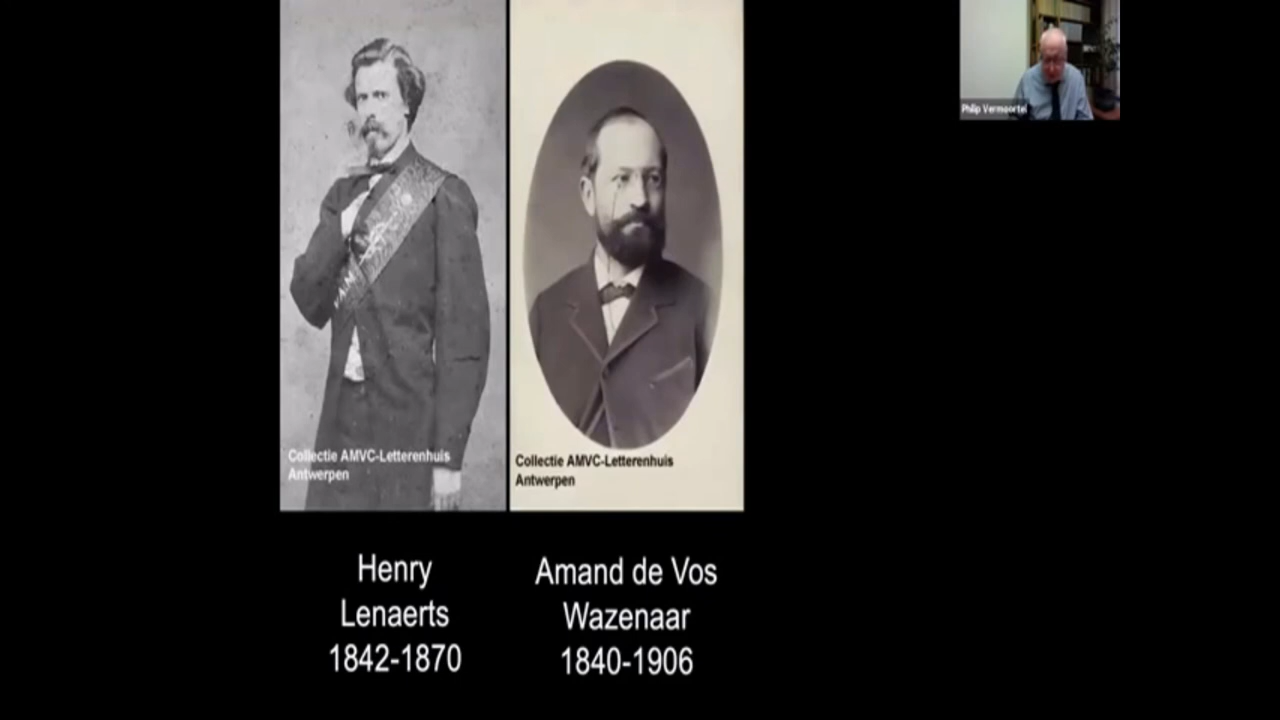 Philip Vermoortel
Collectie AMVC-Letterenhuis
Antwerpen
Collectie AMVC-Letterenhuis
Antwerpen
Henry
Lenaerts
1842-1870
Amand de Vos
Wazenaar
1840-1906